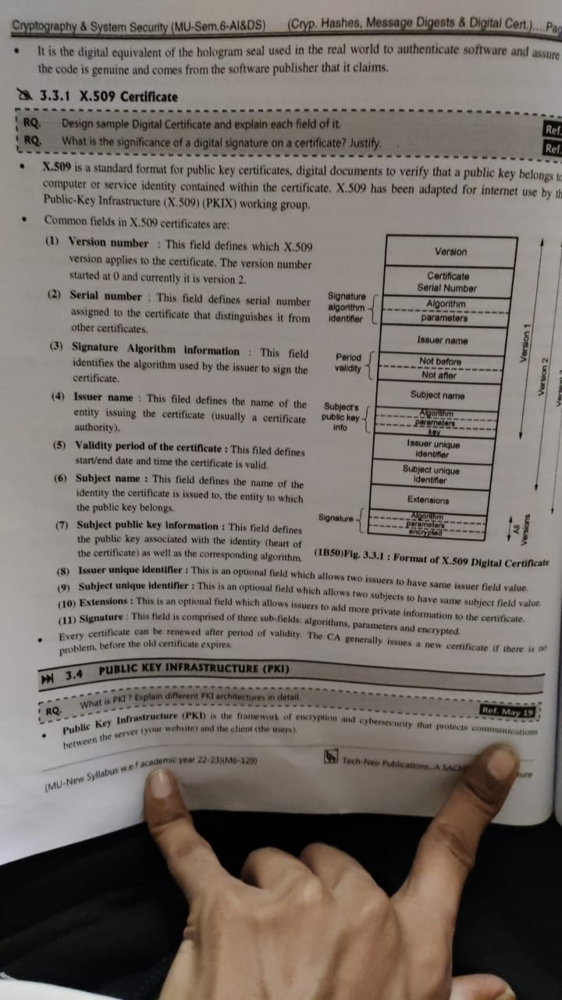 Cryptography & System Security (MU-Sem.6-AI&DS) (Cryp. Hashes, Message Digests & Digital Cert.)....Pag
• It is the digital equivalent of the hologram seal used in the real world to authenticate software and assure
the code is genuine and comes from the software publisher that it claims.
3.3.1 X.509 Certificate
RQ. Design sample Digital Certificate and explain each field of it. Ref.
RQ. What is the significance of a digital signature on a certificate? Justify. Ref
• X.509 is a standard format for public key certificates, digital documents to verify that a public key belongs to
computer or service identity contained within the certificate. X.509 has been adapted for internet use by th
Public-Key Infrastructure (X.509) (PKIX) working group.
• Common fields in X.509 certificates are:
(1) Version number : This field defines which X.509
version applies to the certificate. The version number
started at 0 and currently it is version 2.
(2) Serial number : This field defines serial number
assigned to the certificate that distinguishes it from
other certificates.
(3) Signature Algorithm information : This field
identifies the algorithm used by the issuer to sign the
certificate.
(4) Issuer name : This filed defines the name of the
entity issuing the certificate (usually a certificate
authority).
(5) Validity period of the certificate : This filed defines
start/end date and time the certificate is valid.
(6) Subject name : This field defines the name of the
identity the certificate is issued to, the entity to which
the public key belongs.
(7) Subject public key information : This field defines
the public key associated with the identity (heart of
the certificate) as well as the corresponding algorithm.
Version
Certificate
Serial Number
Signature
algorithm
identifier
Algorithm
parameters
Issuer name
Period
validity
Not before
Not after
Subject name
Subject's
public key
info
Algorithm
parameters
key
Issuer unique
identifier
Subject unique
identifier
Extensions
Signature
Algorithm
parameters
encrypted
Version 1
Version 2
All
Versions
(1B50)Fig. 3.3.1 : Format of X.509 Digital Certificate
(8) Issuer unique identifier : This is an optional field which allows two issuers to have same issuer field value.
(9) Subject unique identifier : This is an optional field which allows two subjects to have same subject field value.
(10) Extensions : This is an optional field which allows issuers to add more private information to the certificate.
(11) Signature : This field is comprised of three sub-fields: algorithms, parameters and encrypted.
• Every certificate can be renewed after period of validity. The CA generally issues a new certificate if there is no
problem, before the old certificate expires.
3.4 PUBLIC KEY INFRASTRUCTURE (PKI)
RQ. What is PKI ? Explain different PKI architectures in detail. Ref. May 19
• Public Key Infrastructure (PKI) is the framework of encryption and cybersecurity that protects communications
between the server (your website) and the client (the users).
(MU-New Syllabus w.e.f academic year 22-23)(M6-129) Tech-Neo Publications...A SACH